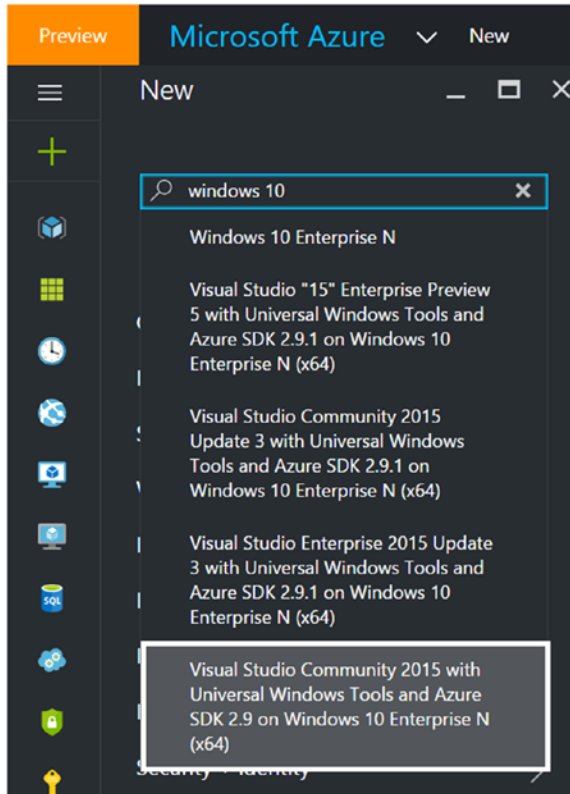 Preview
Microsoft Azure
New
New
windows 10
Windows 10 Enterprise N
Visual Studio "15" Enterprise Preview
5 with Universal Windows Tools and
Azure SDK 2.9.1 on Windows 10
Enterprise N (x64)
Visual Studio Community 2015
Update 3 with Universal Windows
Tools and Azure SDK 2.9.1 on
Windows 10 Enterprise N (x64)
Visual Studio Enterprise 2015 Update
3 with Universal Windows Tools and
Azure SDK 2.9.1 on Windows 10
Enterprise N (x64)
Visual Studio Community 2015 with
Universal Windows Tools and Azure
SDK 2.9 on Windows 10 Enterprise N
(x64)
Security + Identity
SQL